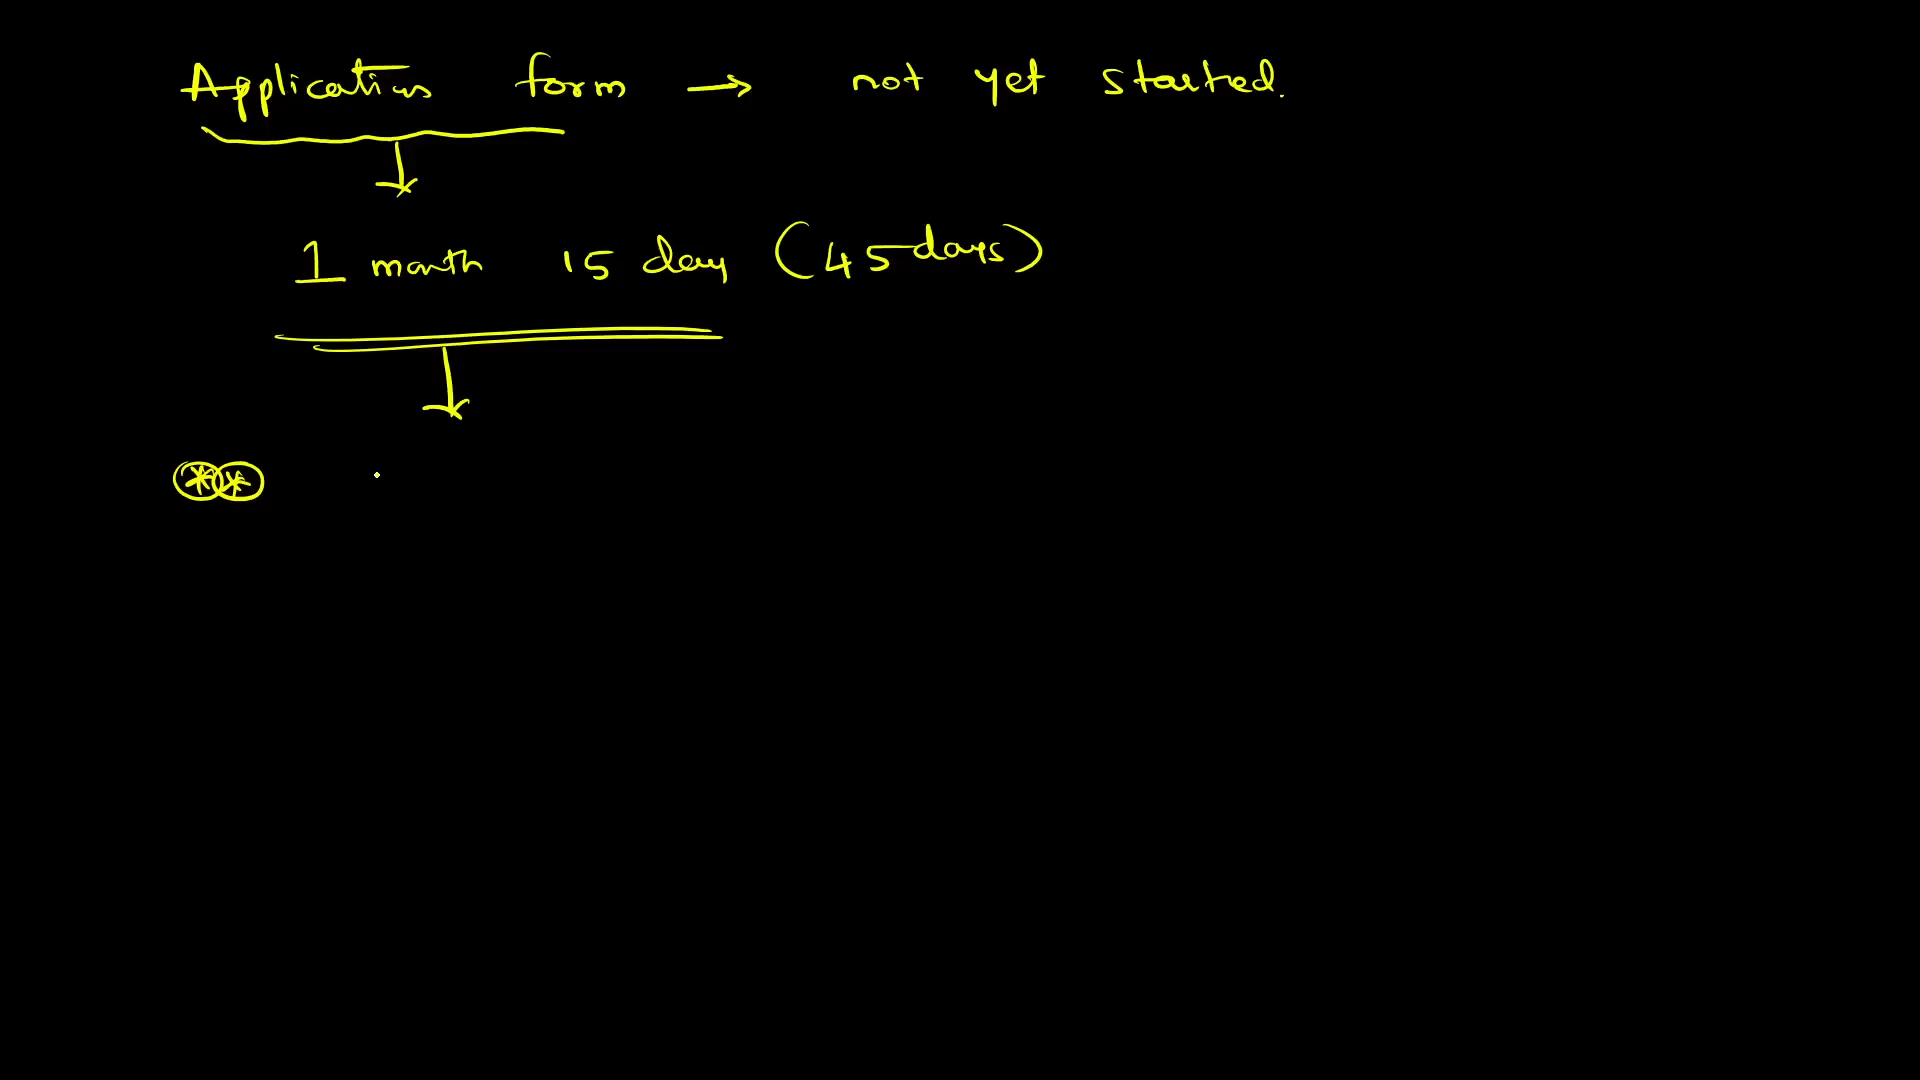 Application form → not yet started.
1 month 15 day (45 days)
**